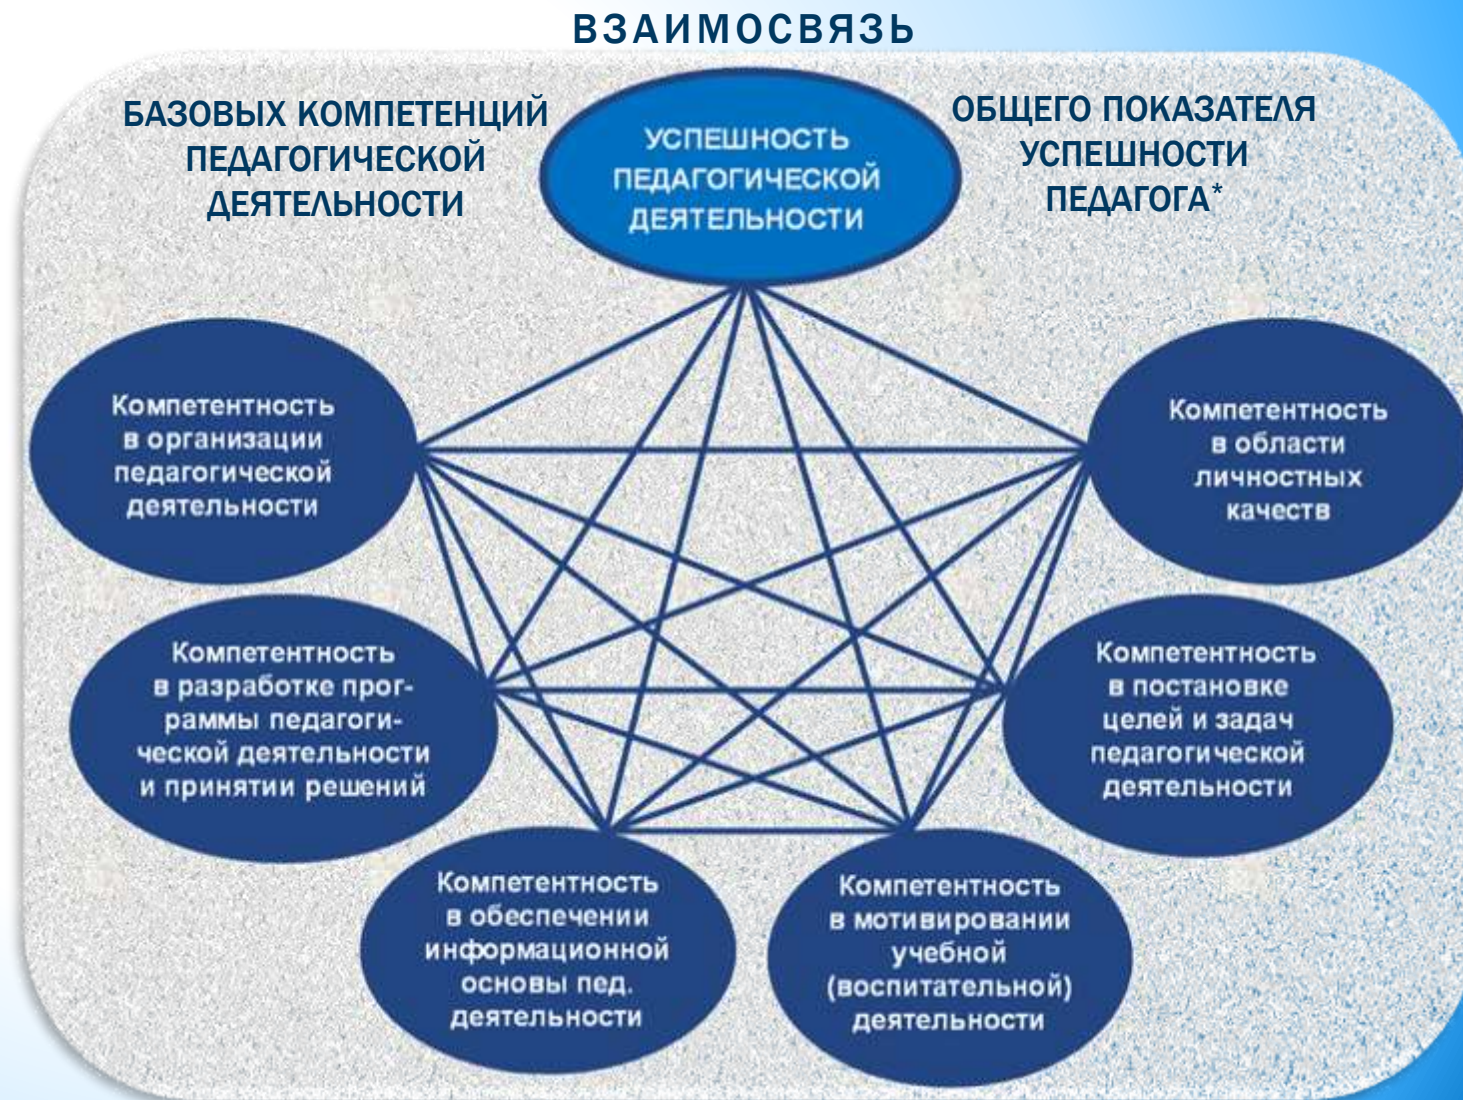 ВЗАИМОСВЯЗЬ
БАЗОВЫХ КОМПЕТЕНЦИЙ
ПЕДАГОГИЧЕСКОЙ
ДЕЯТЕЛЬНОСТИ
ОБЩЕГО ПОКАЗАТЕЛЯ
УСПЕШНОСТИ
ПЕДАГОГА*
УСПЕШНОСТЬ
ПЕДАГОГИЧЕСКОЙ
ДЕЯТЕЛЬНОСТИ
Компетентность
в организации
педагогической
деятельности
Компетентность
в области
личностных
качеств
Компетентность
в разработке прог-
раммы педагоги-
ческой деятельности
и принятии решений
Компетентность
в постановке
целей и задач
педагогической
деятельности
Компетентность
в обеспечении
информационной
основы пед.
деятельности
Компетентность
в мотивировании
учебной
(воспитательной)
деятельности